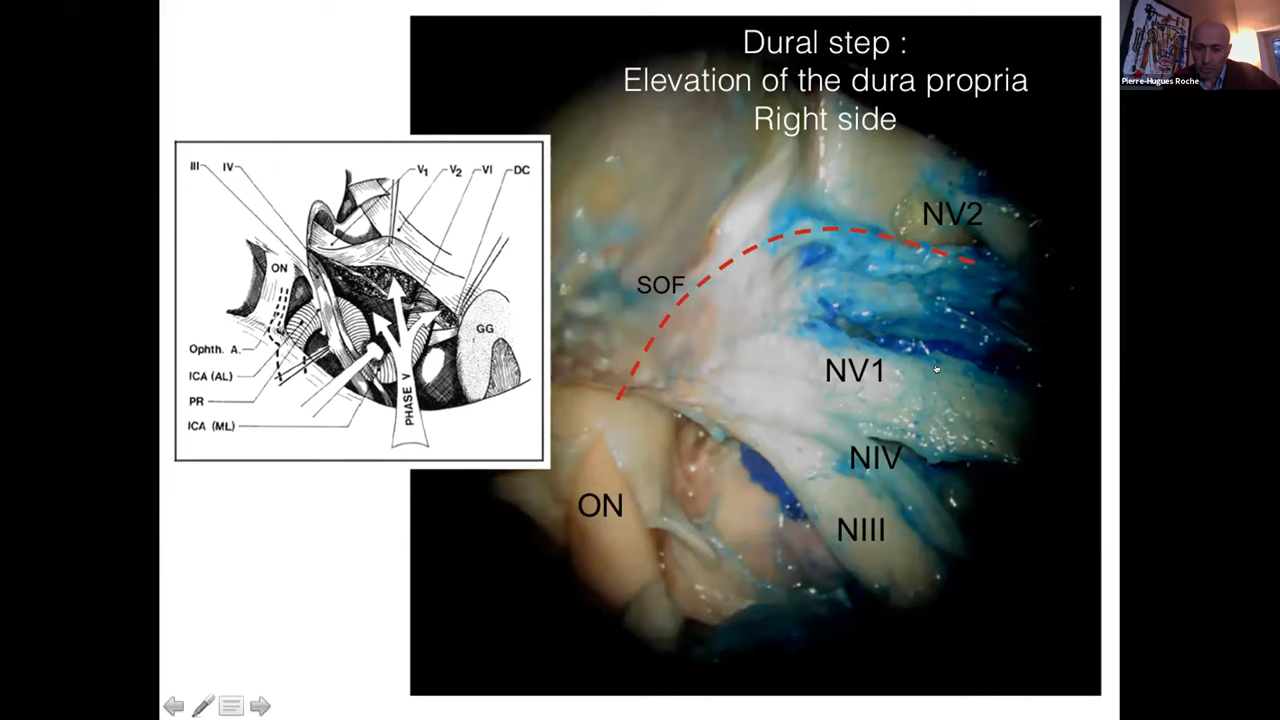 Dural step :
Elevation of the dura propria
Right side
Pierre-Hugues Roche
III
IV
V1
V2
VI
DC
ON
GG
Ophth. A.
ICA (AL)
PR
ICA (ML)
PHASE V
NV2
SOF
NV1
NIV
ON
NIII